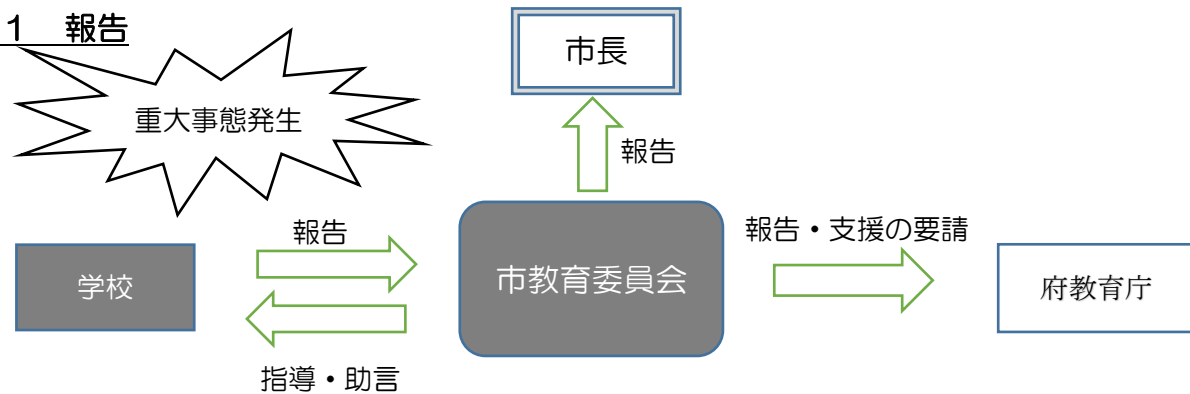 1 報告
市長
重大事態発生
報告
報告
報告・支援の要請
学校
市教育委員会
府教育庁
指導・助言